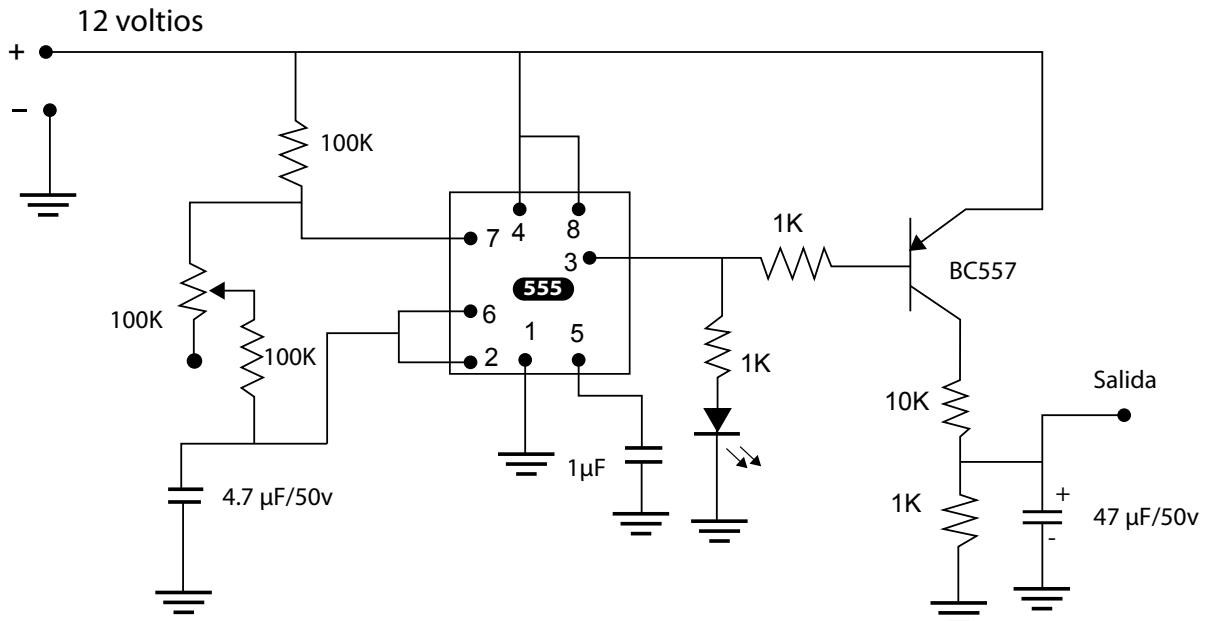 12 voltios
+
−
100K
100K
100K
4.7 µF/50v
7
4
8
3
555
6
2
1
5
1µF
1K
1K
BC557
10K
1K
Salida
+
-
47 µF/50v